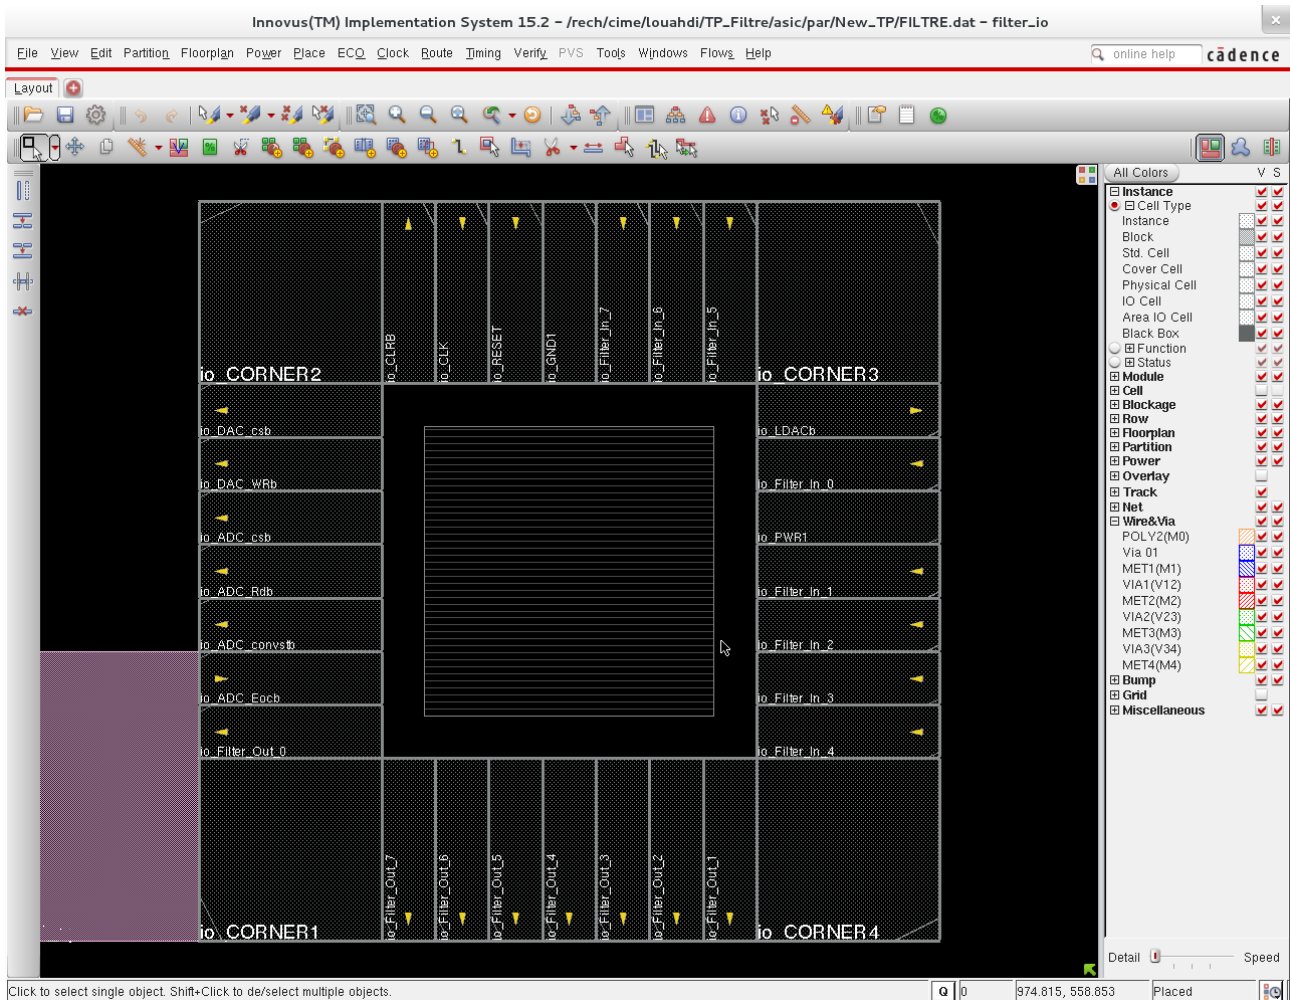 Innovus(TM) Implementation System 15.2 - /rech/cime/louahdi/TP_Filtre/asic/par/New_TP/FILTRE.dat - filter_io
File View Edit Partition Floorplan Power Place ECO Clock Route Timing Verify PVS Tools Windows Flows Help
online help
cādence
Layout
All Colors V S
Instance
Cell Type
Instance
Block
Std. Cell
Cover Cell
Physical Cell
IO Cell
Area IO Cell
Black Box
Function
Status
Module
Cell
Blockage
Row
Floorplan
Partition
Power
Overlay
Track
Net
Wire&Via
POLY2(M0)
Via 01
MET1(M1)
VIA1(V12)
MET2(M2)
VIA2(V23)
MET3(M3)
VIA3(V34)
MET4(M4)
Bump
Grid
Miscellaneous
Detail Speed
io_CORNER2
io_CLRB
io_CLK
io_RESET
io_GND1
io_Filter_In_7
io_Filter_In_6
io_Filter_In_5
io_CORNER3
io_DAC_csb
io_DAC_WRb
io_ADC_csb
io_ADC_Rdb
io_ADC_convstb
io_ADC_Eocb
io_Filter_Out_0
io_LDACb
io_Filter_In_0
io_PWR1
io_Filter_In_1
io_Filter_In_2
io_Filter_In_3
io_Filter_In_4
io_CORNER1
io_Filter_Out_7
io_Filter_Out_6
io_Filter_Out_5
io_Filter_Out_4
io_Filter_Out_3
io_Filter_Out_2
io_Filter_Out_1
io_CORNER4
Click to select single object. Shift+Click to de/select multiple objects.
Q 0 974.815, 558.853 Placed